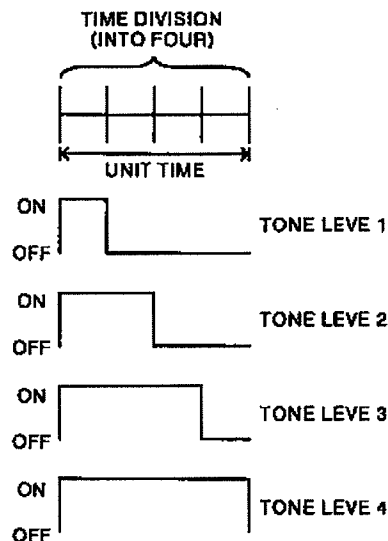 TIME DIVISION
(INTO FOUR)
UNIT TIME
ON
OFF
TONE LEVE 1
ON
OFF
TONE LEVE 2
ON
OFF
TONE LEVE 3
ON
OFF
TONE LEVE 4